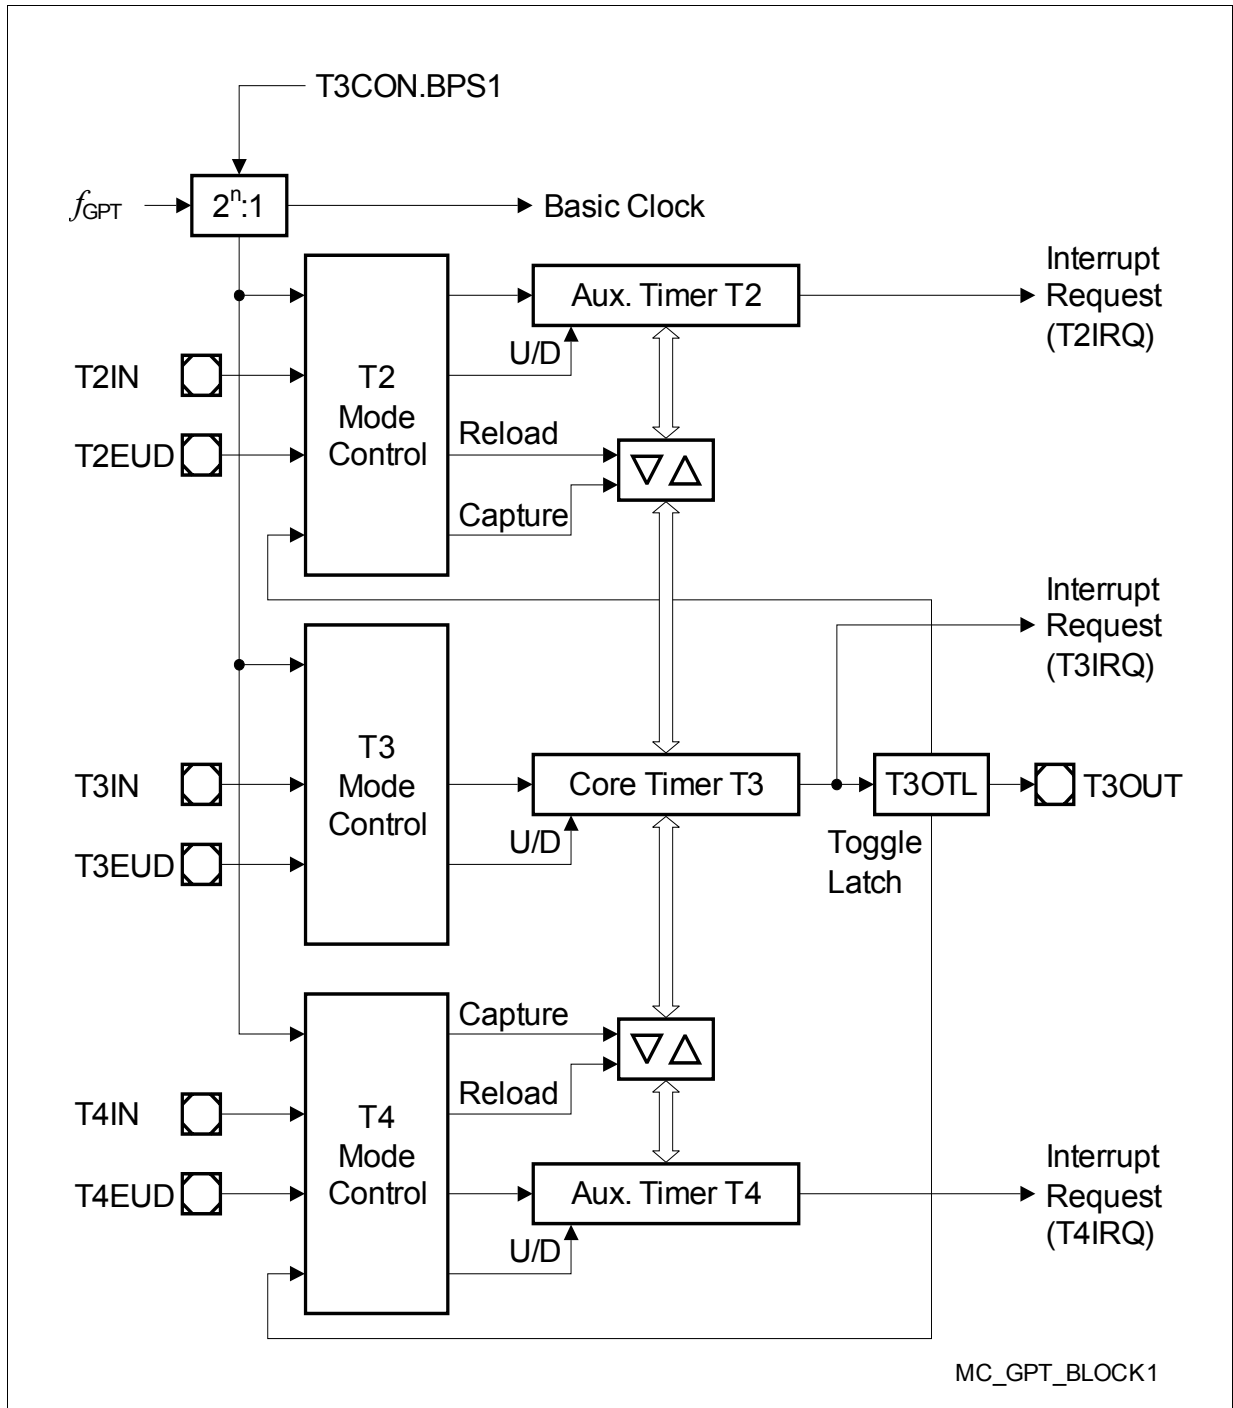 T3CON.BPS1
fGPT
2ⁿ:1
Basic Clock
Interrupt
Request
(T2IRQ)
Aux. Timer T2
U/D
T2IN
T2EUD
T2
Mode
Control
Reload
Capture
Interrupt
Request
(T3IRQ)
T3
Mode
Control
T3IN
T3EUD
Core Timer T3
U/D
T3OTL
T3OUT
Toggle
Latch
Capture
Reload
T4IN
T4EUD
T4
Mode
Control
Aux. Timer T4
U/D
Interrupt
Request
(T4IRQ)
MC_GPT_BLOCK1